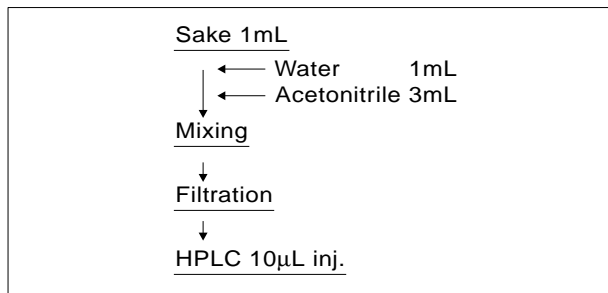 Sake 1mL
Water 1mL
Acetonitrile 3mL
Mixing
Filtration
HPLC 10μL inj.